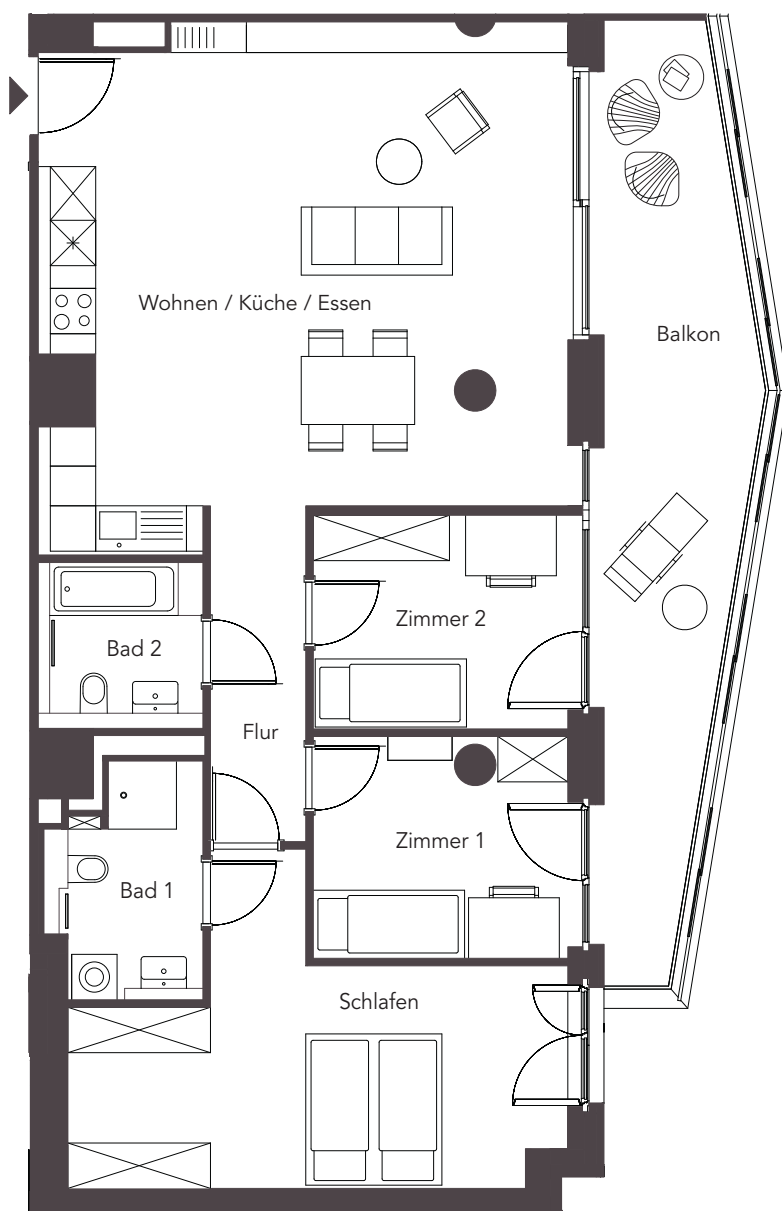 Wohnen / Küche / Essen
Balkon
Zimmer 2
Bad 2
Flur
Zimmer 1
Bad 1
Schlafen